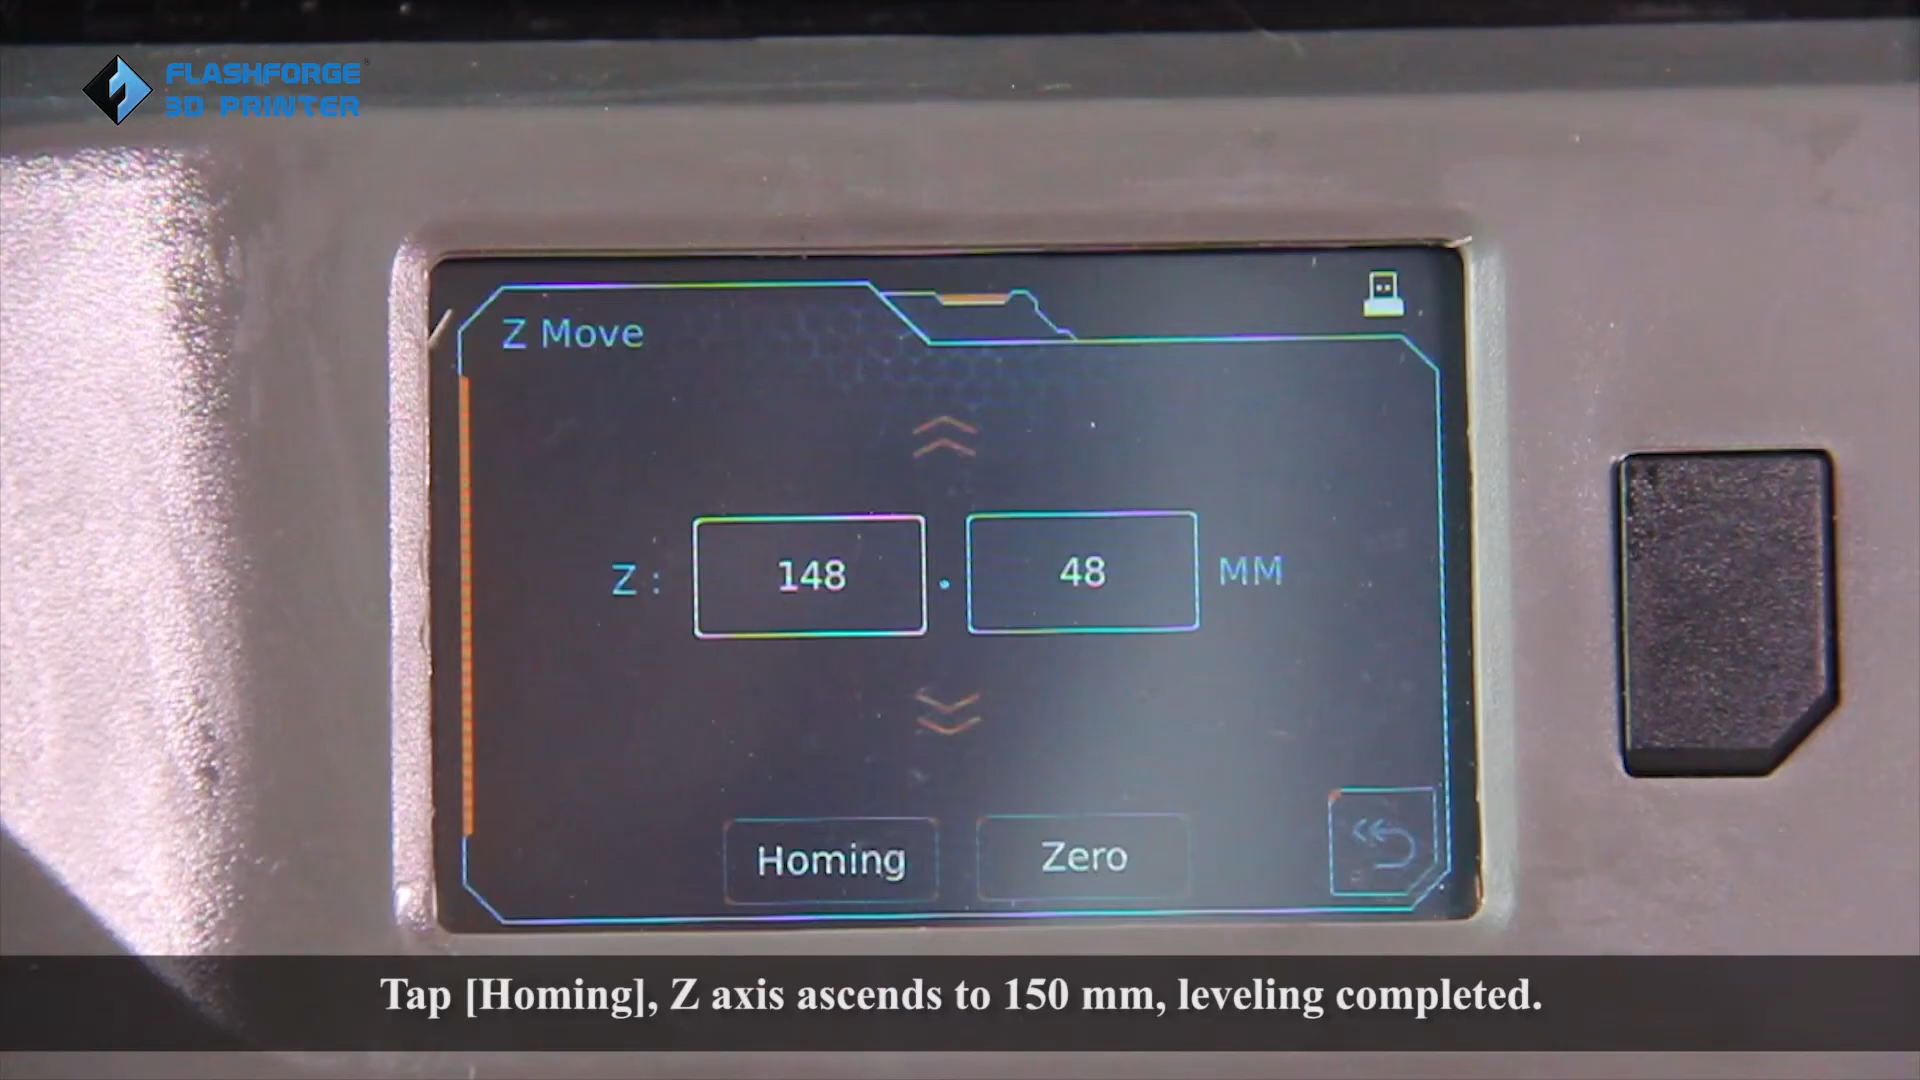 FLASHFORGE
3D PRINTER
Z Move
Z : 148 . 48 MM
Homing Zero
Tap [Homing], Z axis ascends to 150 mm, leveling completed.